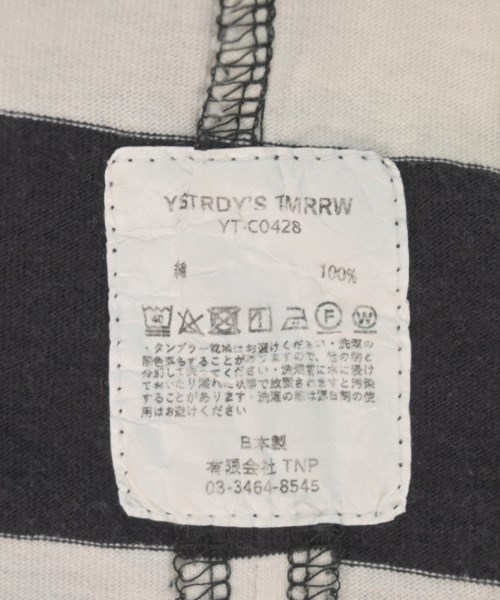 YSTRDY'S TMRRW
YT-C0428
綿 100%
40 F W
・タンブラー乾燥はお避けください・洗濯の
際色落ちすることがありますので、他の物と
分別して洗ってください・洗濯前に水に浸け
ておいたり濡れた状態で放置されますと汚染
することがあります・洗濯の際は漂白剤の使
用はお避けください
日本製
有限会社 TNP
03-3464-8545